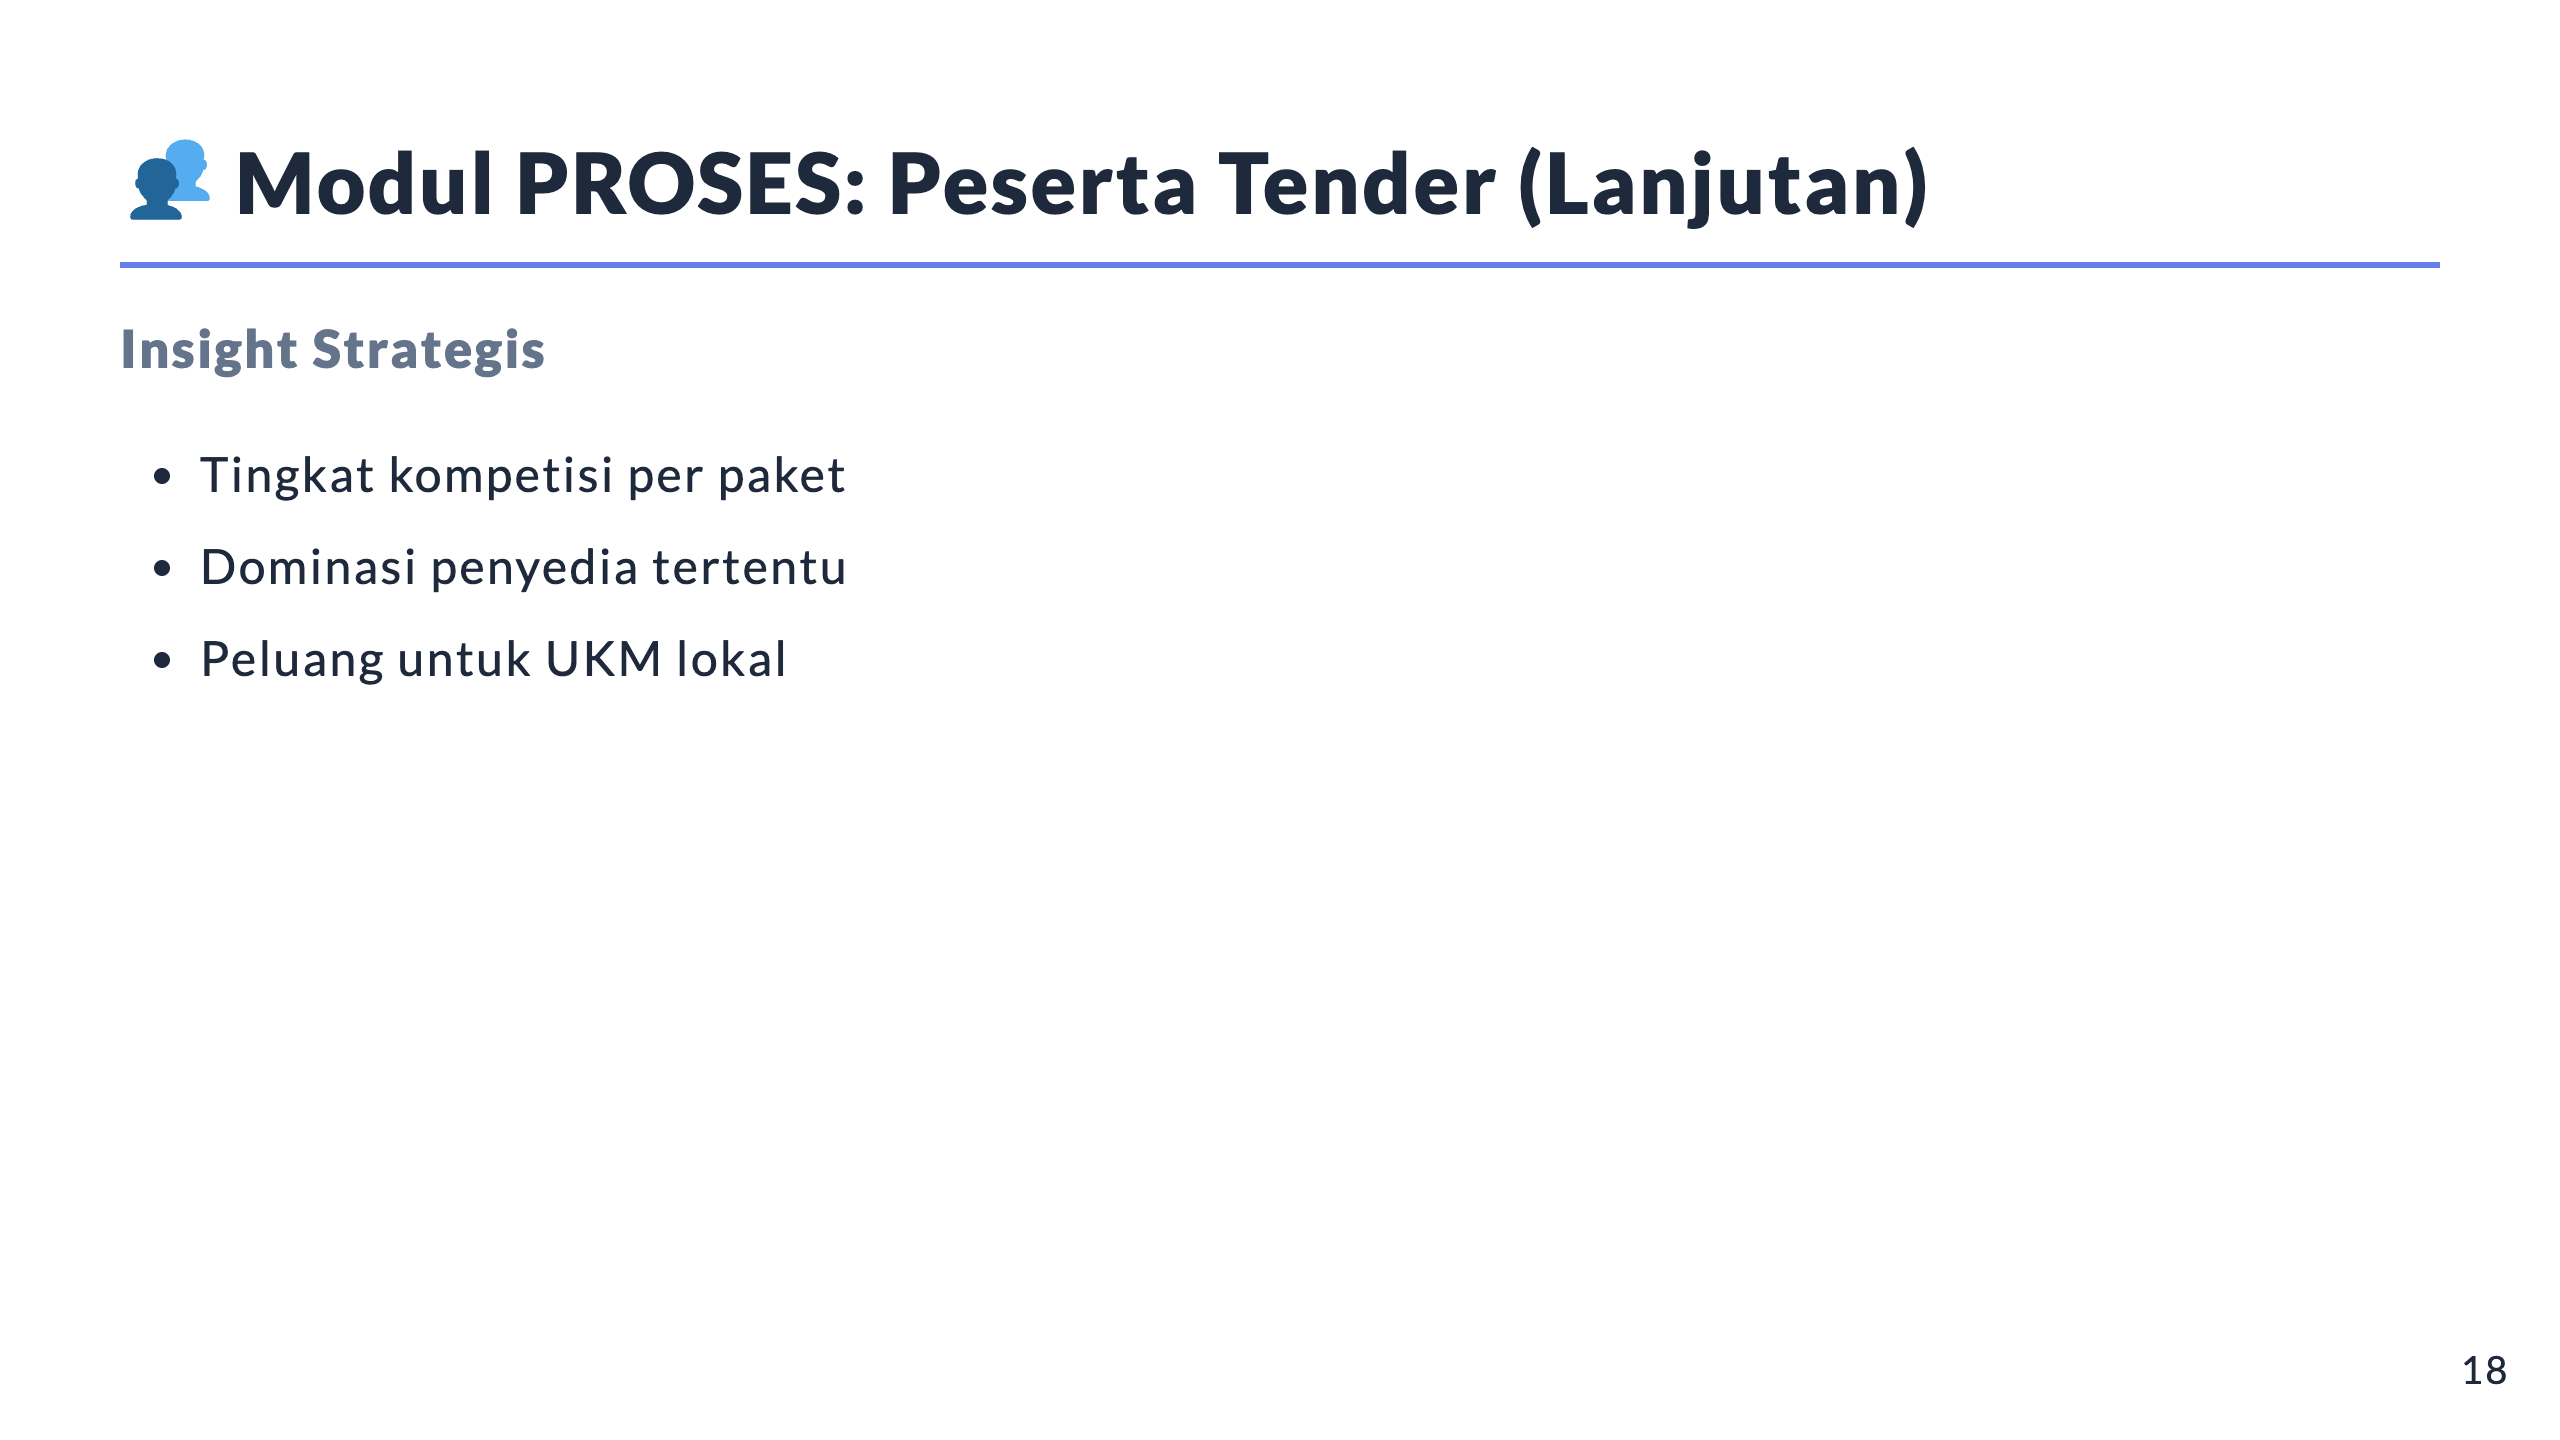 Modul PROSES: Peserta Tender (Lanjutan)
Insight Strategis
• Tingkat kompetisi per paket
• Dominasi penyedia tertentu
• Peluang untuk UKM lokal
18